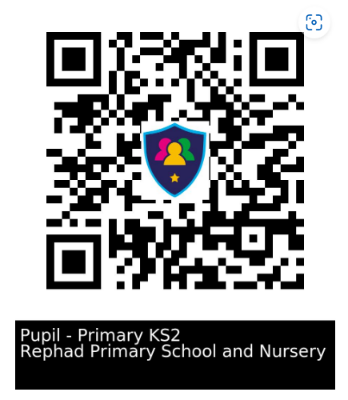 Pupil - Primary KS2
Rephad Primary School and Nursery